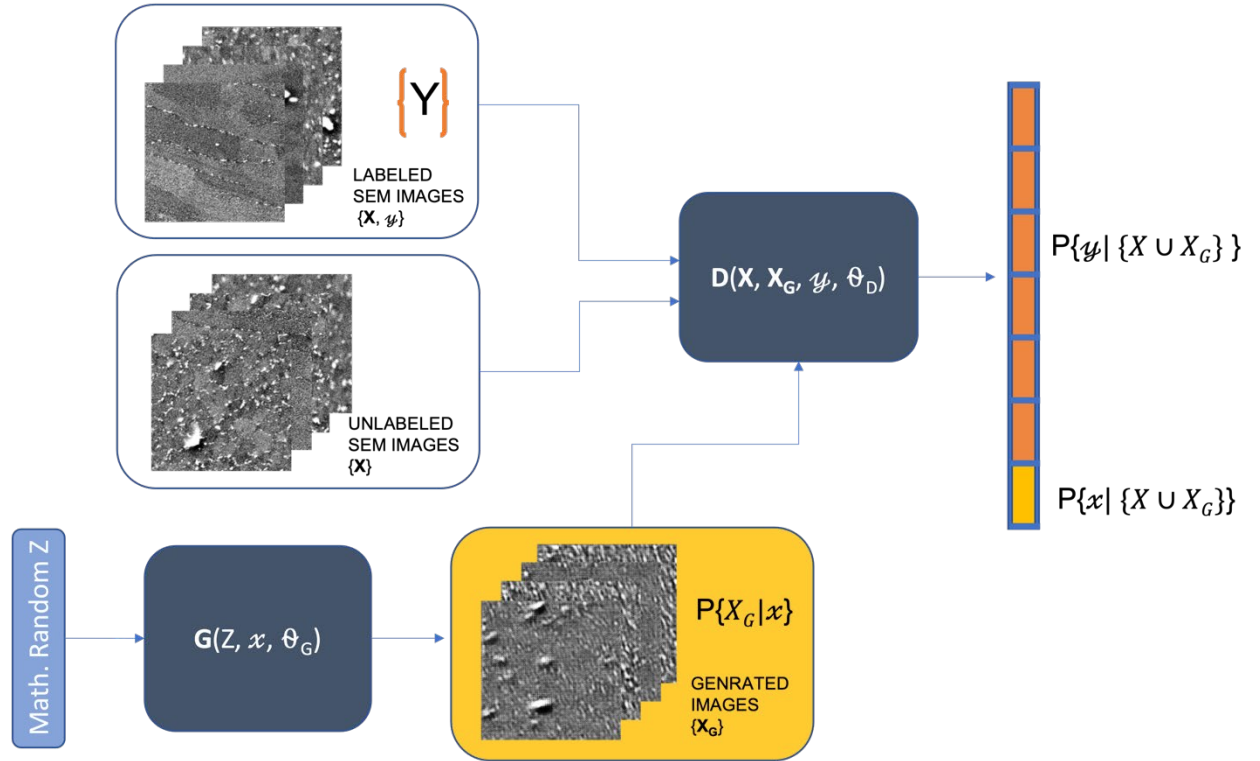 {Y}
LABELED
SEM IMAGES
{X, 𝓎}
UNLABELED
SEM IMAGES
{X}
D(X, X_G, 𝓎, ϑ_D)
P{𝓎| {X ∪ X_G} }
P{𝓍| {X ∪ X_G}}
Math. Random Z
G(Z, 𝓍, ϑ_G)
P{X_G|𝓍}
GENRATED
IMAGES
{X_G}